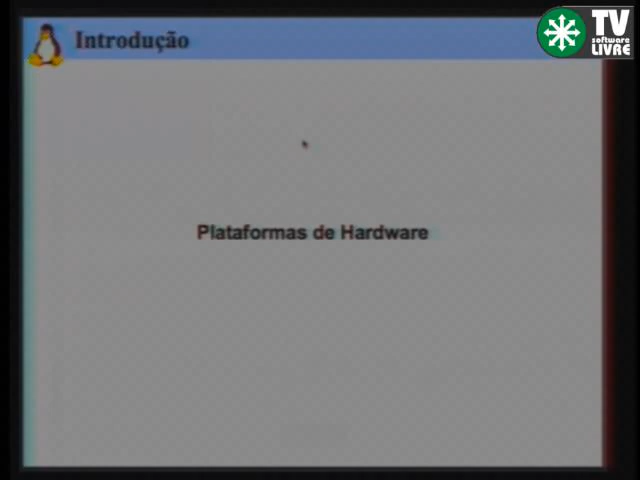 Introdução
TV
software
LIVRE
Plataformas de Hardware